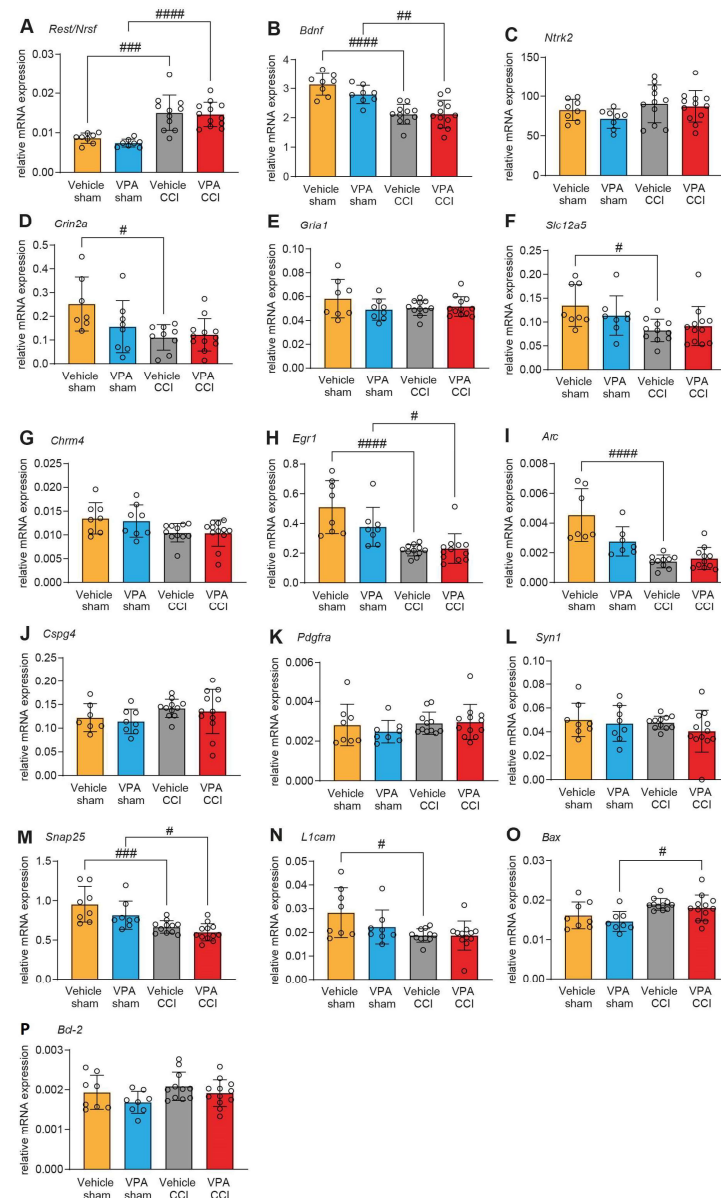 A Rest/Nrsf
####
###
relative mRNA expression
0.03
0.02
0.01
0.00
Vehicle sham
VPA sham
Vehicle CCI
VPA CCI
B Bdnf
##
####
relative mRNA expression
4
3
2
1
0
Vehicle sham
VPA sham
Vehicle CCI
VPA CCI
C Ntrk2
relative mRNA expression
150
100
50
0
Vehicle sham
VPA sham
Vehicle CCI
VPA CCI
D Grin2a
#
relative mRNA expression
0.5
0.4
0.3
0.2
0.1
0.0
Vehicle sham
VPA sham
Vehicle CCI
VPA CCI
E Gria1
relative mRNA expression
0.10
0.08
0.06
0.04
0.02
0.00
Vehicle sham
VPA sham
Vehicle CCI
VPA CCI
F Slc12a5
#
relative mRNA expression
0.25
0.20
0.15
0.10
0.05
0.00
Vehicle sham
VPA sham
Vehicle CCI
VPA CCI
G Chrm4
relative mRNA expression
0.025
0.020
0.015
0.010
0.005
0.000
Vehicle sham
VPA sham
Vehicle CCI
VPA CCI
H Egr1
#
####
relative mRNA expression
0.8
0.6
0.4
0.2
0.0
Vehicle sham
VPA sham
Vehicle CCI
VPA CCI
I Arc
####
relative mRNA expression
0.008
0.006
0.004
0.002
0.000
Vehicle sham
VPA sham
Vehicle CCI
VPA CCI
J Cspg4
relative mRNA expression
0.25
0.20
0.15
0.10
0.05
0.00
Vehicle sham
VPA sham
Vehicle CCI
VPA CCI
K Pdgfra
relative mRNA expression
0.006
0.004
0.002
0.000
Vehicle sham
VPA sham
Vehicle CCI
VPA CCI
L Syn1
relative mRNA expression
0.10
0.08
0.06
0.04
0.02
0.00
Vehicle sham
VPA sham
Vehicle CCI
VPA CCI
M Snap25
#
###
relative mRNA expression
1.5
1.0
0.5
0.0
Vehicle sham
VPA sham
Vehicle CCI
VPA CCI
N L1cam
#
relative mRNA expression
0.05
0.04
0.03
0.02
0.01
0.00
Vehicle sham
VPA sham
Vehicle CCI
VPA CCI
O Bax
#
relative mRNA expression
0.03
0.02
0.01
0.00
Vehicle sham
VPA sham
Vehicle CCI
VPA CCI
P Bd-2
relative mRNA expression
0.003
0.002
0.001
0.000
Vehicle sham
VPA sham
Vehicle CCI
VPA CCI